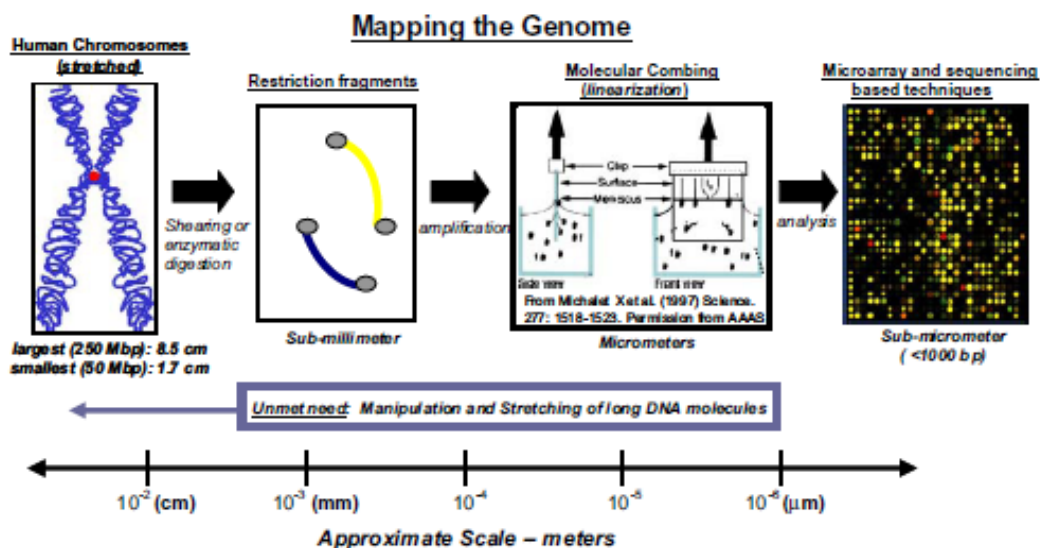 Mapping the Genome
Human Chromosomes
(stretched)
largest (250 Mbp): 8.5 cm
smallest (50 Mbp): 1.7 cm
Shearing or
enzymatic
digestion
Restriction fragments
Sub-millimeter
amplification
Molecular Combing
(linearization)
Clap
Surface
Meniscus
Side view
Front view
From Michalet X et al. (1997) Science.
277: 1518-1523. Permission from AAAS
Micrometers
analysis
Microarray and sequencing
based techniques
Sub-micrometer
( <1000 bp)
Unmet need: Manipulation and Stretching of long DNA molecules
10⁻² (cm)
10⁻³ (mm)
10⁻⁴
10⁻⁵
10⁻⁶ (μm)
Approximate Scale – meters